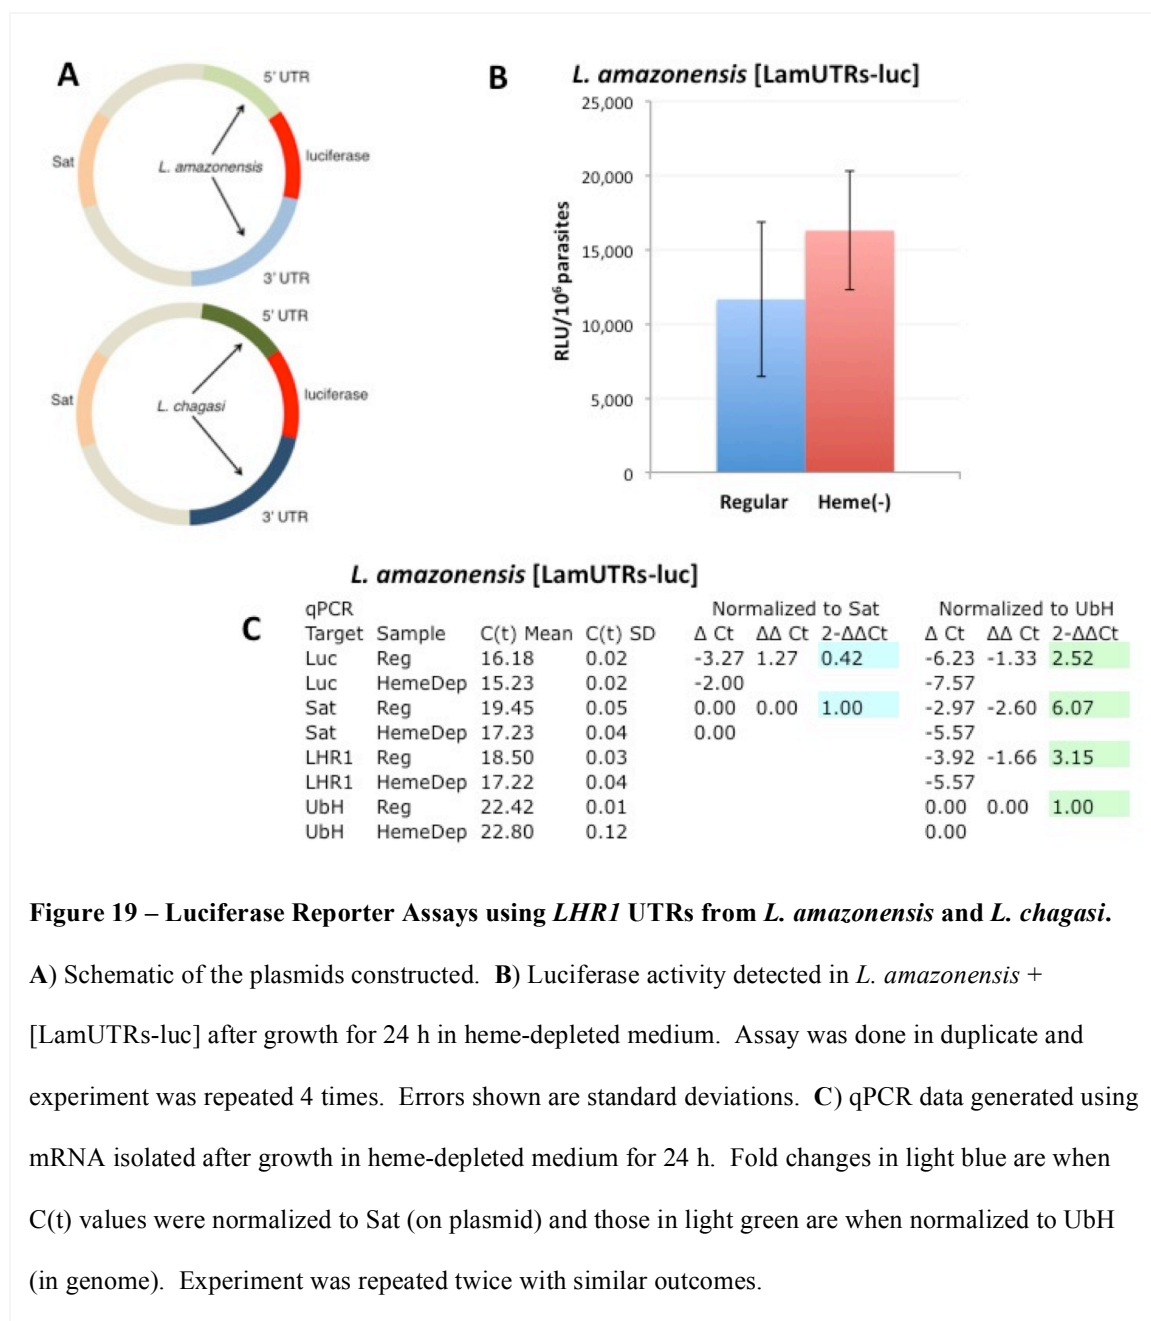 A
5' UTR
luciferase
Sat
L. amazonensis
3' UTR
5' UTR
luciferase
Sat
L. chagasi
3' UTR
B
L. amazonensis [LamUTRs-luc]
25,000
20,000
15,000
10,000
5,000
0
RLU/10⁶parasites
Regular Heme(-)
L. amazonensis [LamUTRs-luc]
C
qPCR Normalized to Sat Normalized to UbH
Target Sample C(t) Mean C(t) SD Δ Ct ΔΔ Ct 2-ΔΔCt Δ Ct ΔΔ Ct 2-ΔΔCt
Luc Reg 16.18 0.02 -3.27 1.27 0.42 -6.23 -1.33 2.52
Luc HemeDep 15.23 0.02 -2.00 -7.57
Sat Reg 19.45 0.05 0.00 0.00 1.00 -2.97 -2.60 6.07
Sat HemeDep 17.23 0.04 0.00 -5.57
LHR1 Reg 18.50 0.03 -3.92 -1.66 3.15
LHR1 HemeDep 17.22 0.04 -5.57
UbH Reg 22.42 0.01 0.00 0.00 1.00
UbH HemeDep 22.80 0.12 0.00
Figure 19 – Luciferase Reporter Assays using LHR1 UTRs from L. amazonensis and L. chagasi.
A) Schematic of the plasmids constructed. B) Luciferase activity detected in L. amazonensis +
[LamUTRs-luc] after growth for 24 h in heme-depleted medium. Assay was done in duplicate and
experiment was repeated 4 times. Errors shown are standard deviations. C) qPCR data generated using
mRNA isolated after growth in heme-depleted medium for 24 h. Fold changes in light blue are when
C(t) values were normalized to Sat (on plasmid) and those in light green are when normalized to UbH
(in genome). Experiment was repeated twice with similar outcomes.